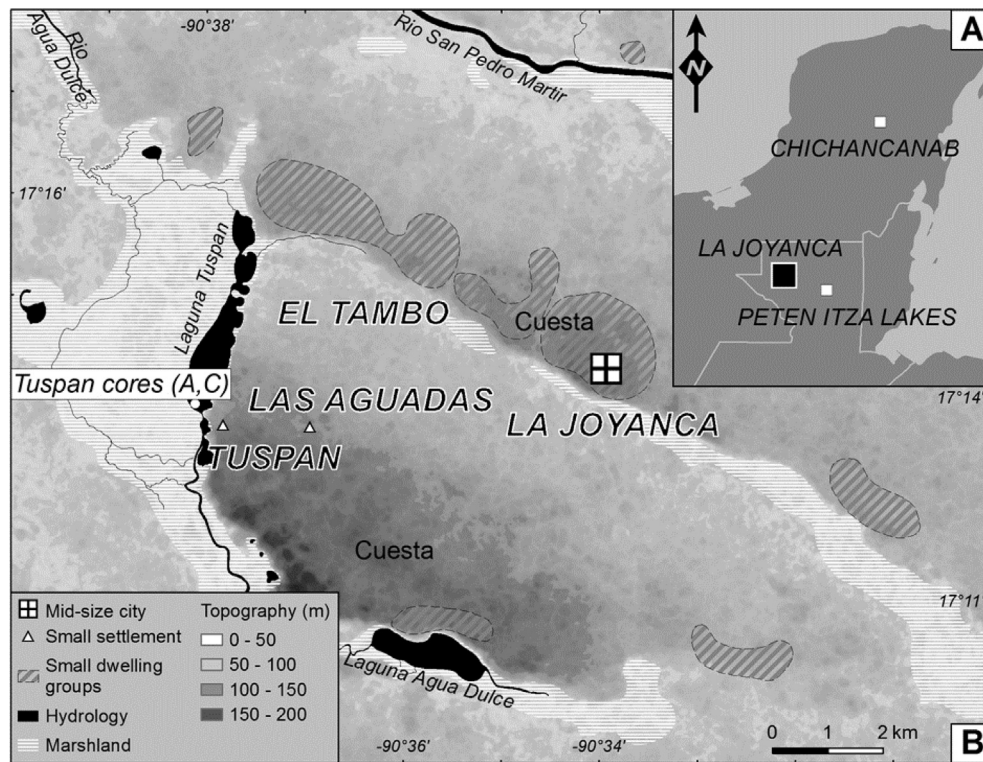 -90°38'
A
Rio
Agua Dulce
Rio San Pedro Martir
N
CHICHANCANAB
17°16'
LA JOYANCA
Laguna Tuspan
PETEN ITZA LAKES
EL TAMBO
Cuesta
Tuspan cores (A,C)
LAS AGUADAS
17°14'
LA JOYANCA
TUSPAN
Cuesta
17°11'
Mid-size city
Small settlement
Small dwelling
groups
Hydrology
Marshland
Topography (m)
0 - 50
50 - 100
100 - 150
150 - 200
Laguna Agua Dulce
-90°36'
-90°34'
0 1 2 km
B